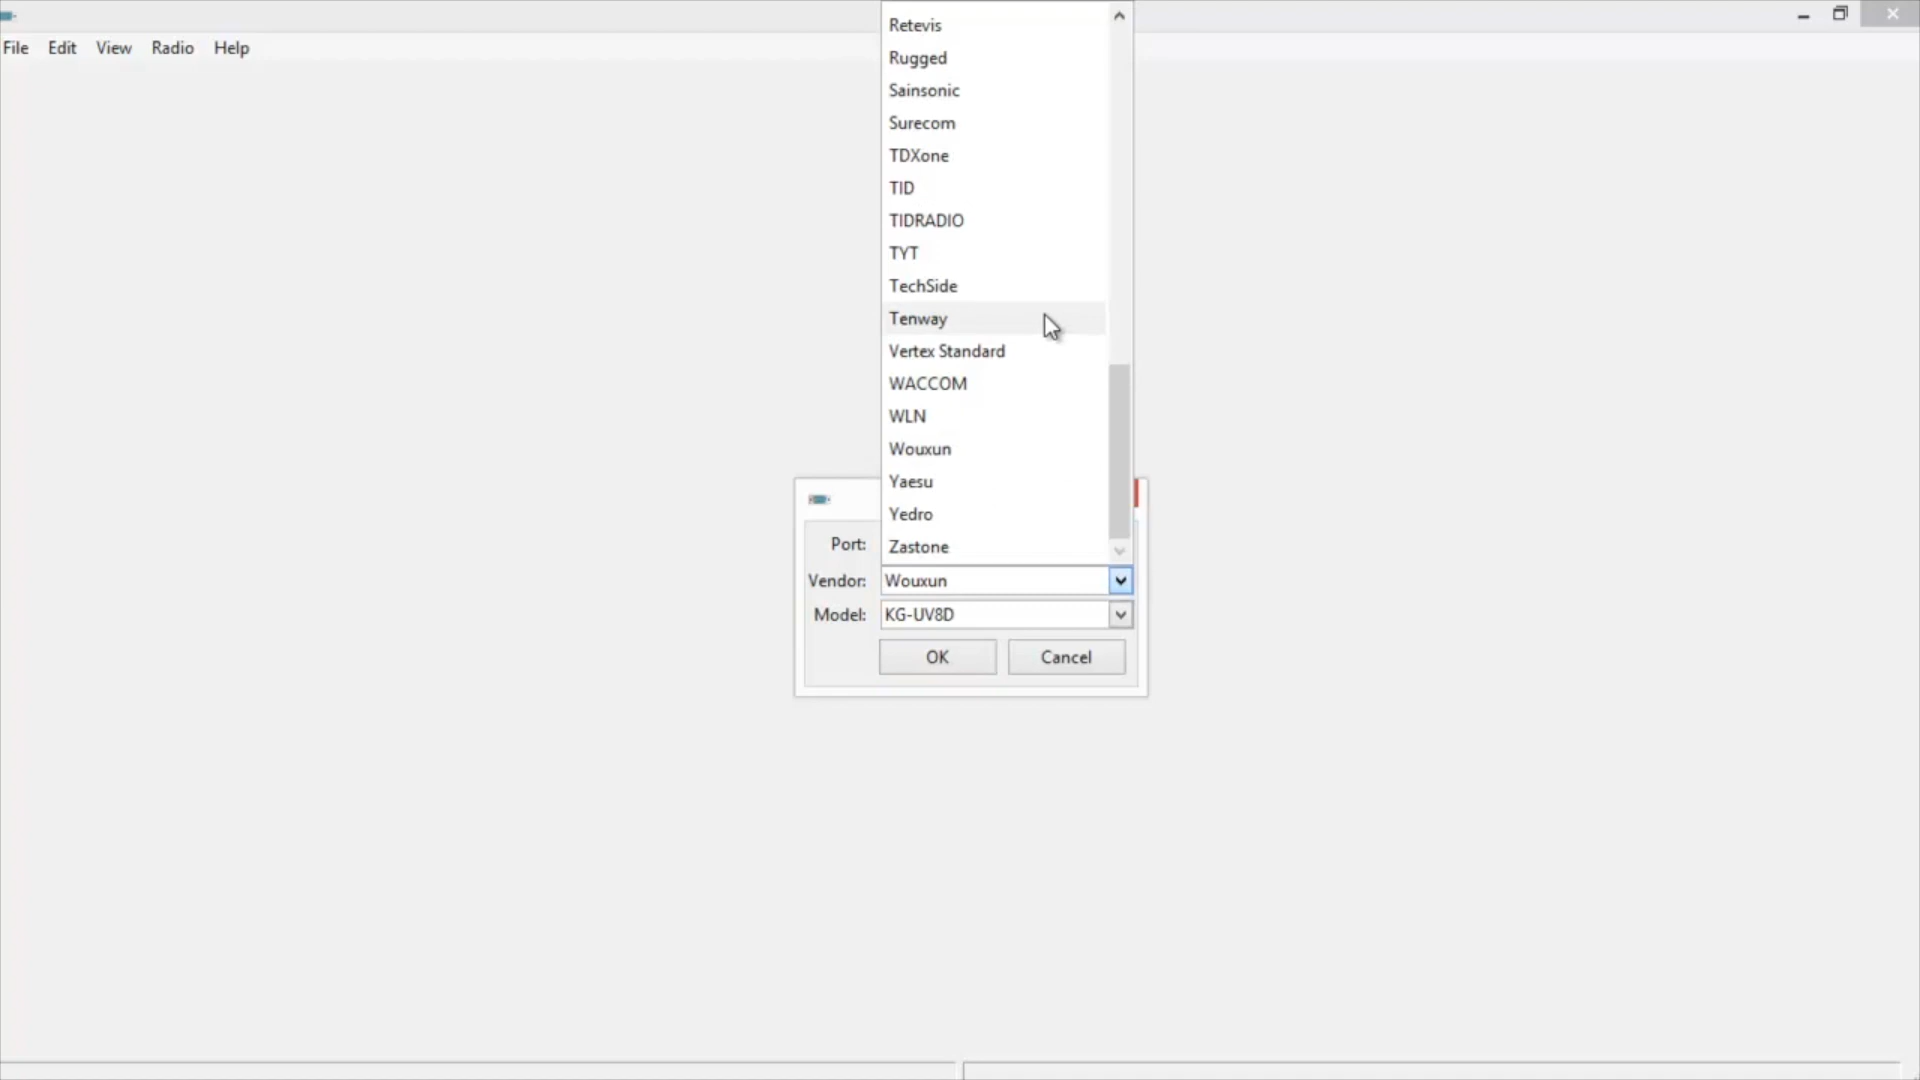 File Edit View Radio Help
Retevis
Rugged
Sainsonic
Surecom
TDXone
TID
TIDRADIO
TYT
TechSide
Tenway
Vertex Standard
WACCOM
WLN
Wouxun
Yaesu
Yedro
Zastone
Port:
Vendor: Wouxun
Model: KG-UV8D
OK Cancel